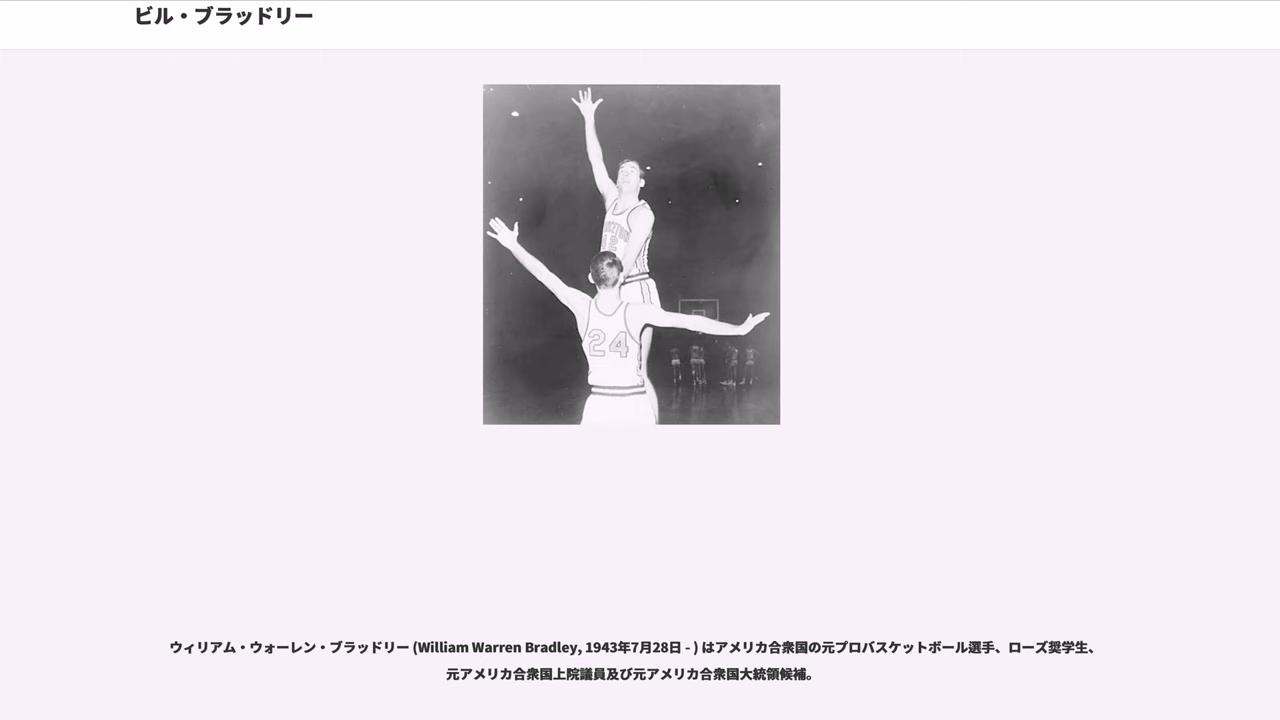 ビル・ブラッドリー
24
ウィリアム・ウォーレン・ブラッドリー (William Warren Bradley, 1943年7月28日 - ) はアメリカ合衆国の元プロバスケットボール選手、ローズ奨学生、
元アメリカ合衆国上院議員及び元アメリカ合衆国大統領候補。